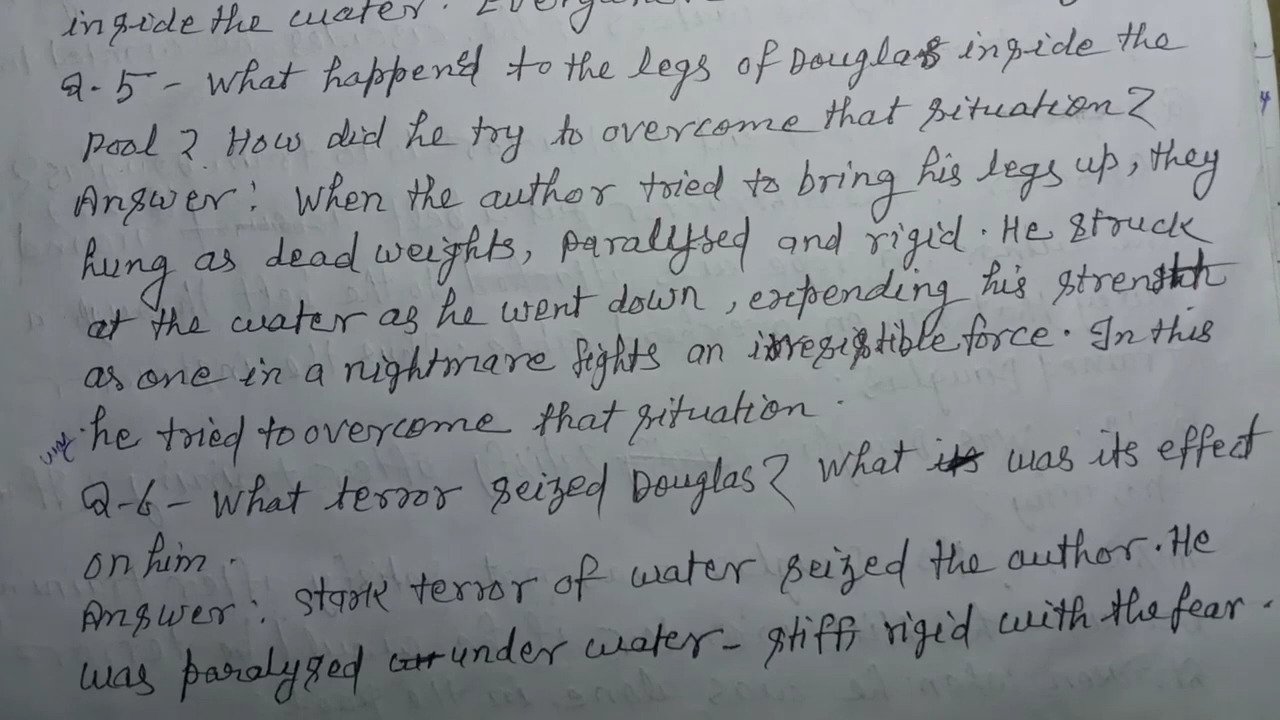 inside the water.
Q.5 - What happened to the legs of Douglas inside the
Pool? How did he try to overcome that situation?
Answer: When the author tried to bring his legs up, they
hung as dead weights, paralysed and rigid. He struck
at the water as he went down, expending his strenth
as one in a nightmare fights an irresistible force. In this
way he tried to overcome that situation.
Q-6 - What terror seized Douglas? What was its effect
on him.
Answer: Stark terror of water seized the author. He
was paralyzed under water - stiff, rigid with the fear.